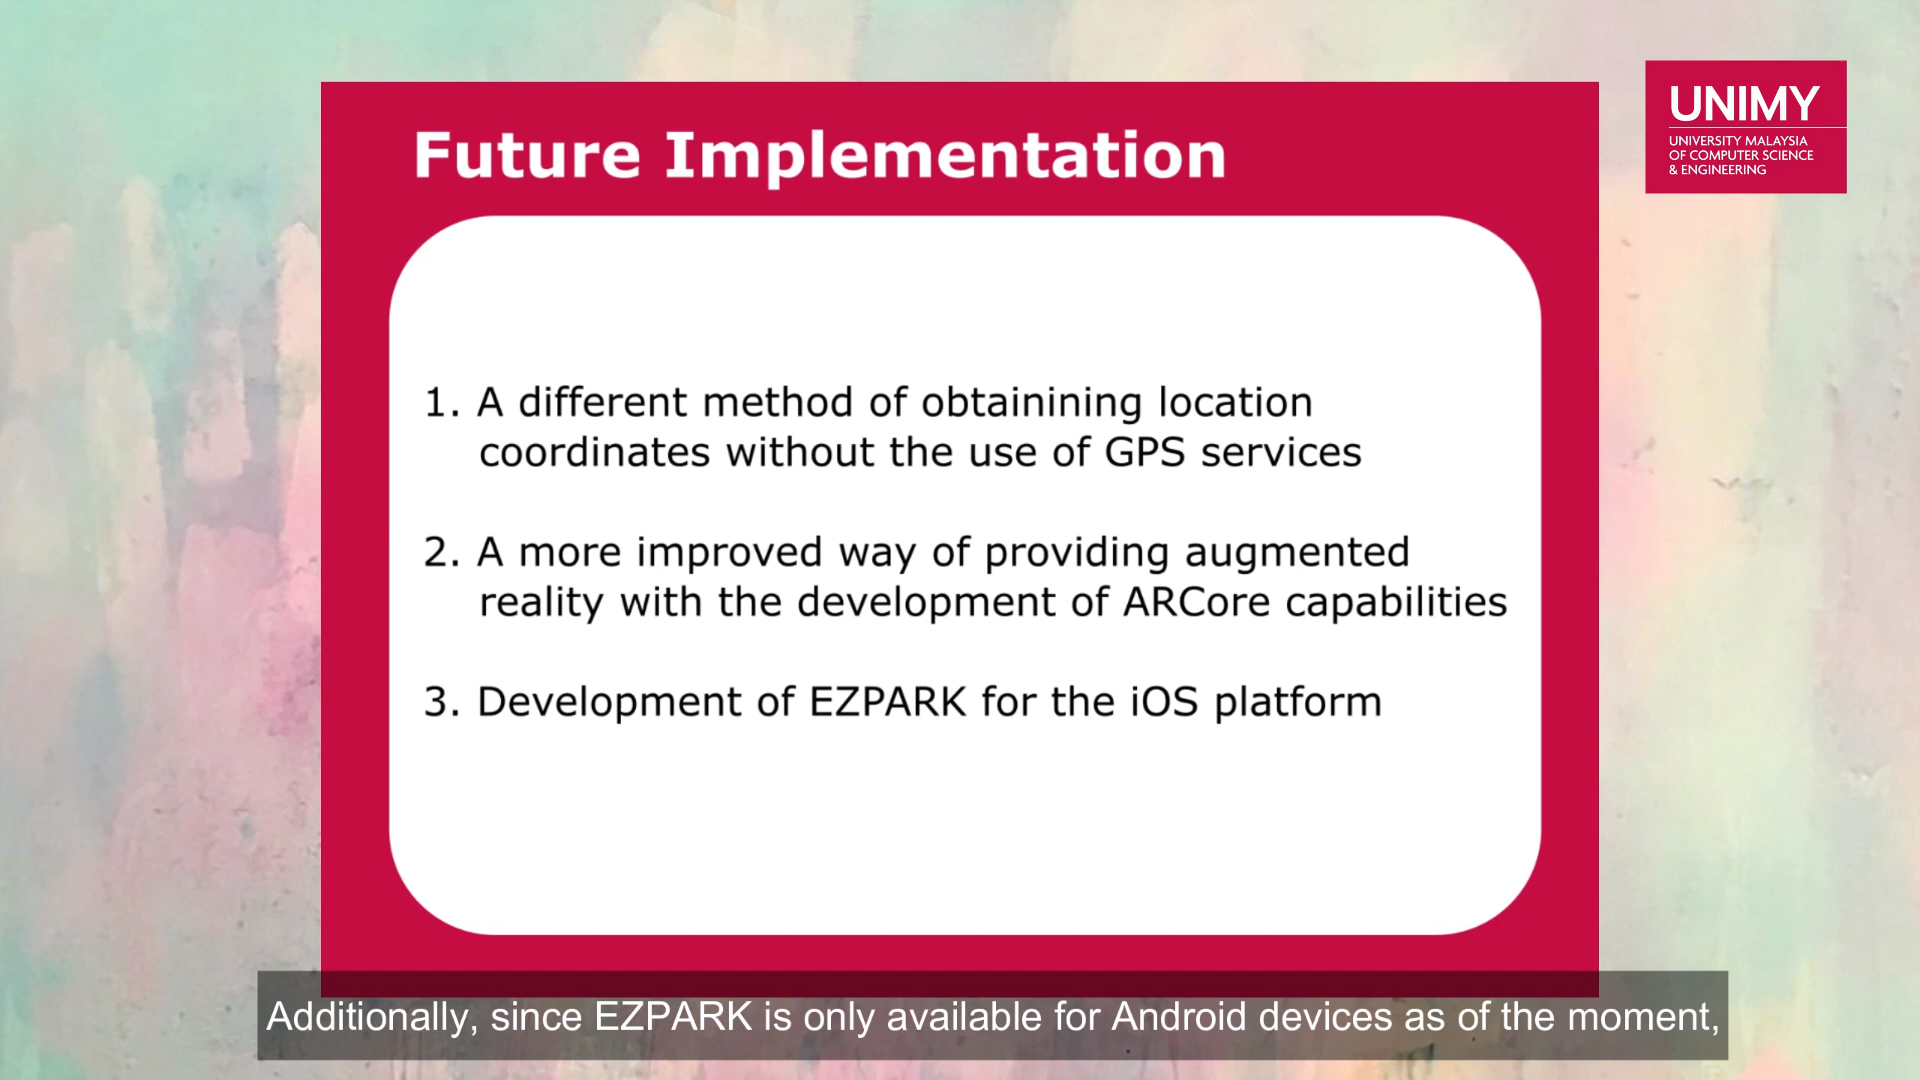 UNIMY
UNIVERSITY MALAYSIA
OF COMPUTER SCIENCE
& ENGINEERING
Future Implementation
1. A different method of obtainining location
coordinates without the use of GPS services
2. A more improved way of providing augmented
reality with the development of ARCore capabilities
3. Development of EZPARK for the iOS platform
Additionally, since EZPARK is only available for Android devices as of the moment,